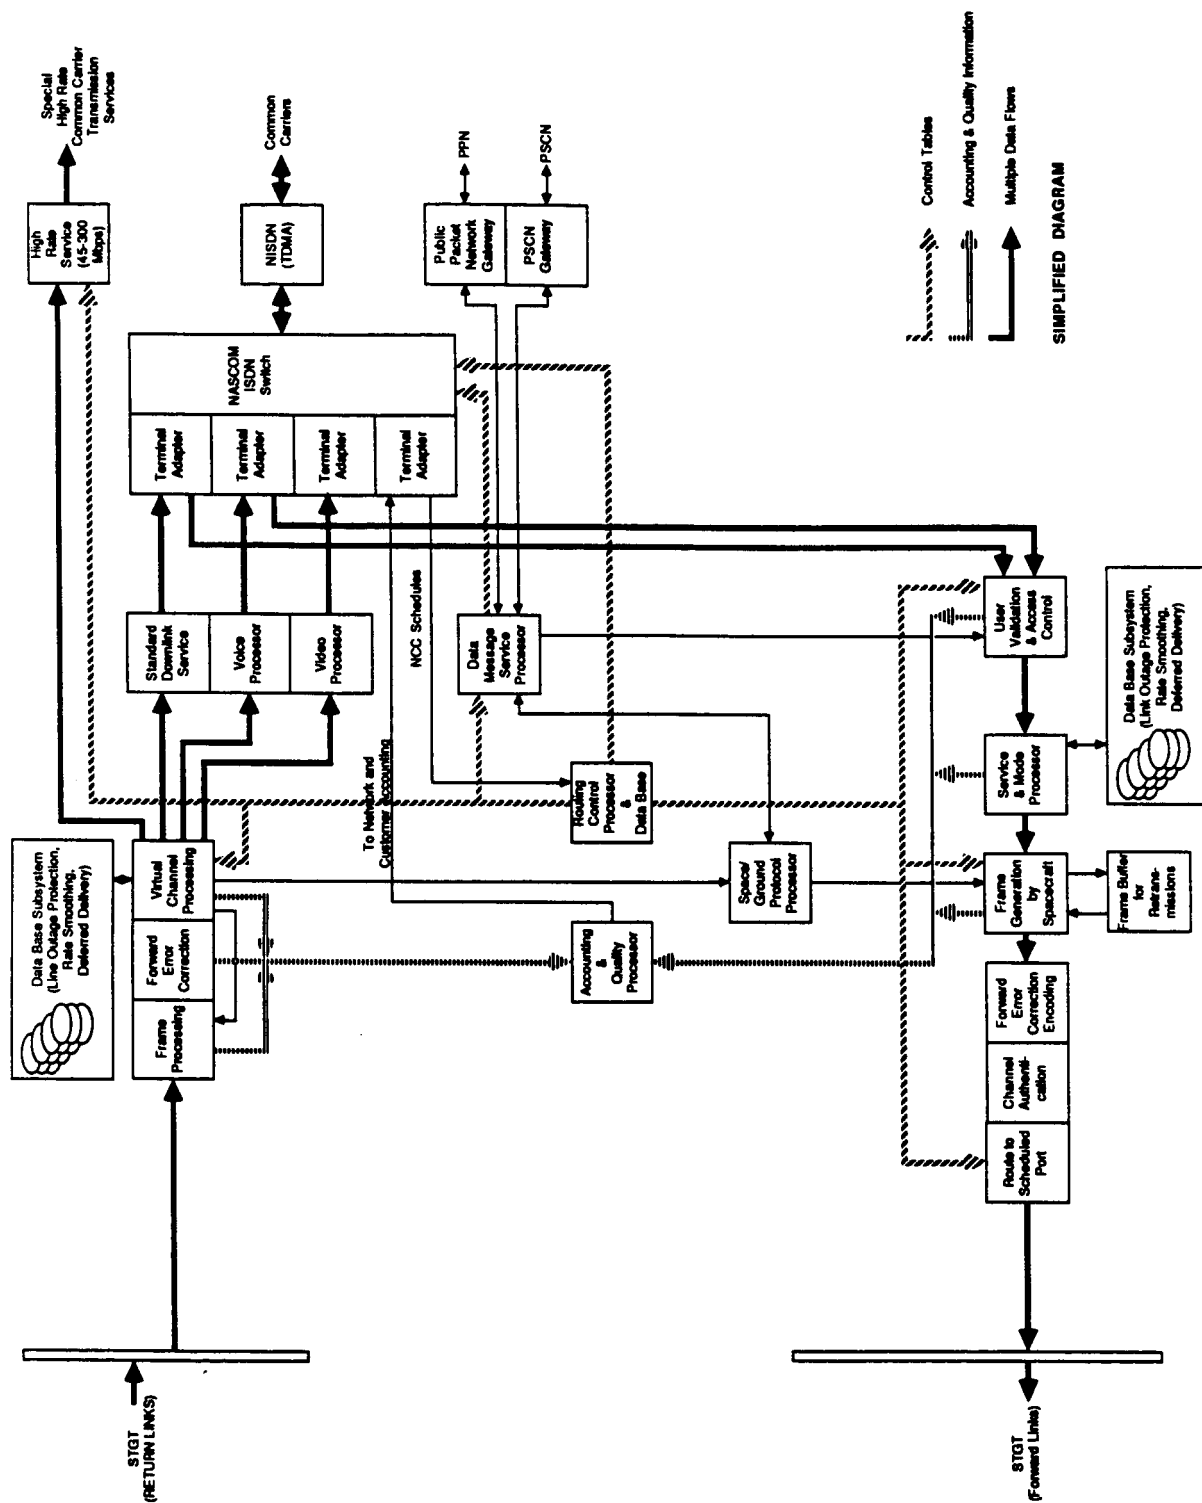 STGT
(RETURN LINKS)
Data Base Subsystem
(Line Outage Protection,
Rate Smoothing,
Deferred Delivery)
Frame
Processing
Forward
Error
Correction
Virtual
Channel
Processing
Standard
Downlink
Service
Voice
Processor
Video
Processor
Terminal
Adapter
Terminal
Adapter
Terminal
Adapter
Terminal
Adapter
NASCOM
ISDN
Switch
High
Rate
Service
(45-300
Mbps)
Special
High Rate
Common Carrier
Transmission
Services
NISDN
(TDMA)
Common
Carriers
Public
Packet
Network
Gateway
PPN
PSCN
Gateway
PSCN
To Network and
Customer Accounting
NCC Schedules
Data
Message
Service
Processor
Routing
Control
Processor
&
Data Base
Accounting
&
Quality
Processor
Space/
Ground
Protocol
Processor
STGT
(Forward Links)
Route to
Scheduled
Port
Channel
Authenti-
cation
Forward
Error
Correction
Encoding
Frame
Generation
by
Spacecraft
Service
& Mode
Processor
User
Validation
& Access
Control
Frame Buffer
for
Retrans-
missions
Data Base Subsystem
(Link Outage Protection,
Rate Smoothing,
Deferred Delivery)
Control Tables
Accounting & Quality Information
Multiple Data Flows
SIMPLIFIED DIAGRAM